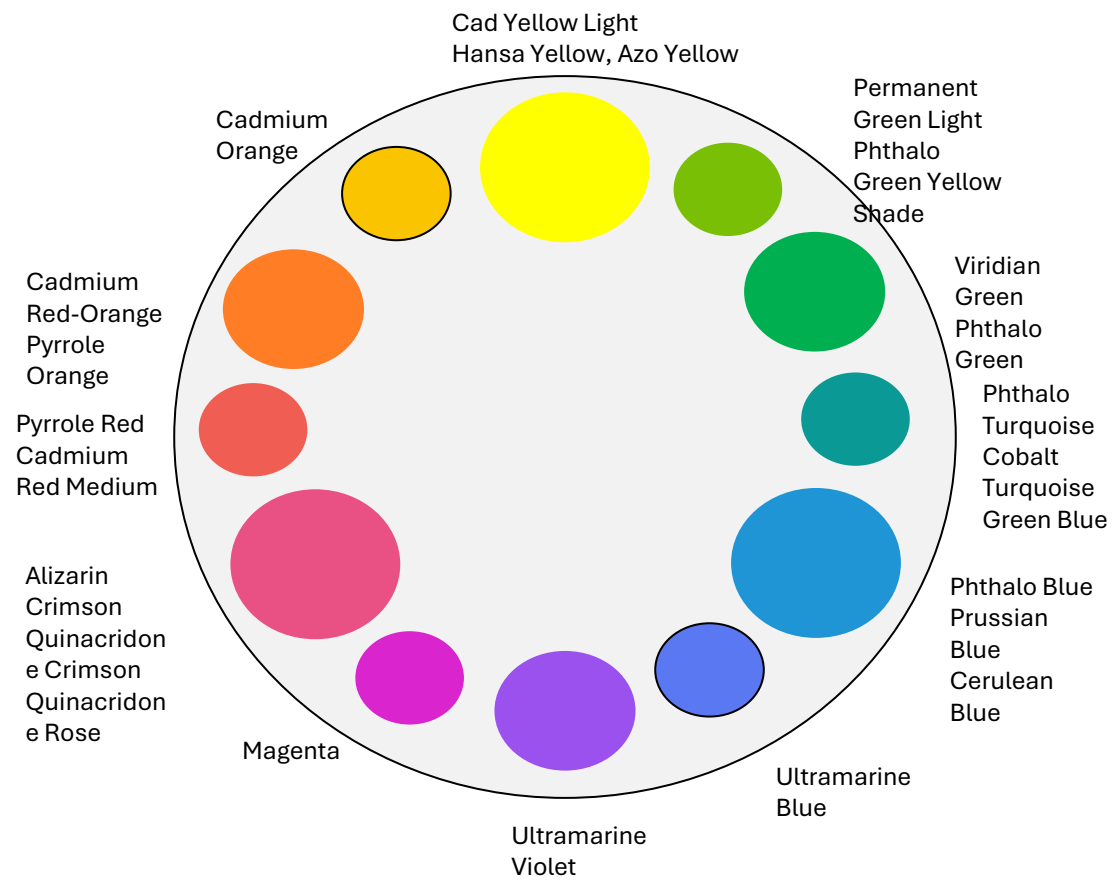 Cad Yellow Light
Hansa Yellow, Azo Yellow
Permanent
Green Light
Phthalo
Green Yellow
Shade
Cadmium
Orange
Viridian
Green
Phthalo
Green
Cadmium
Red-Orange
Pyrrole
Orange
Phthalo
Turquoise
Cobalt
Turquoise
Green Blue
Pyrrole Red
Cadmium
Red Medium
Alizarin
Crimson
Quinacridon
e Crimson
Quinacridon
e Rose
Phthalo Blue
Prussian
Blue
Cerulean
Blue
Magenta
Ultramarine
Blue
Ultramarine
Violet